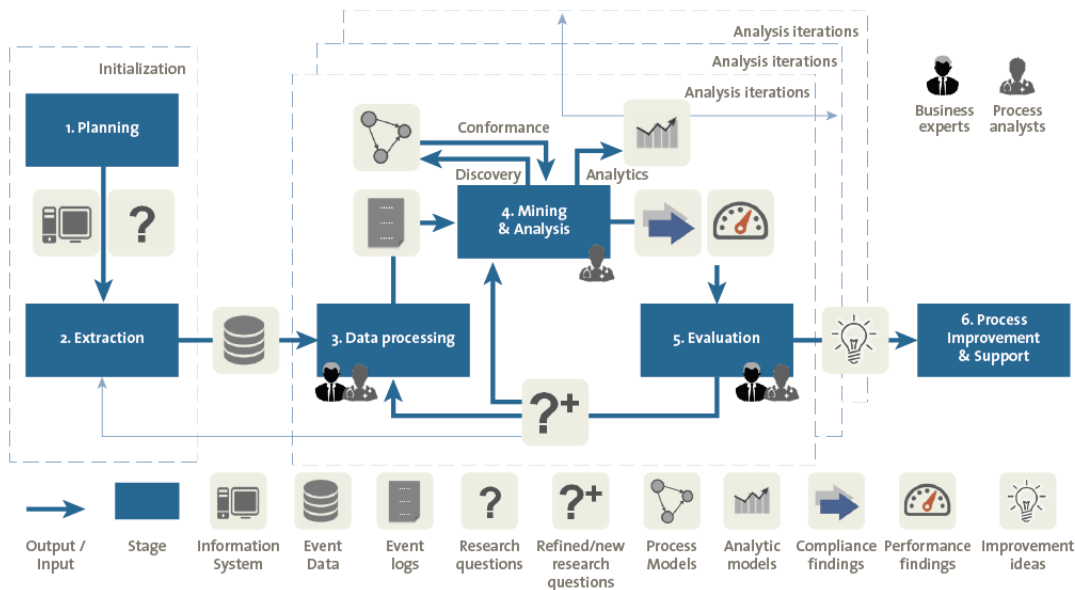 Analysis iterations
Analysis iterations
Analysis iterations
Initialization
Business
experts
Process
analysts
1. Planning
?
Conformance
Discovery
Analytics
4. Mining
& Analysis
2. Extraction
3. Data processing
5. Evaluation
6. Process
Improvement
& Support
?+
? ?+
Output /
Input
Stage
Information
System
Event
Data
Event
logs
Research
questions
Refined/new
research
questions
Process
Models
Analytic
models
Compliance
findings
Performance
findings
Improvement
ideas